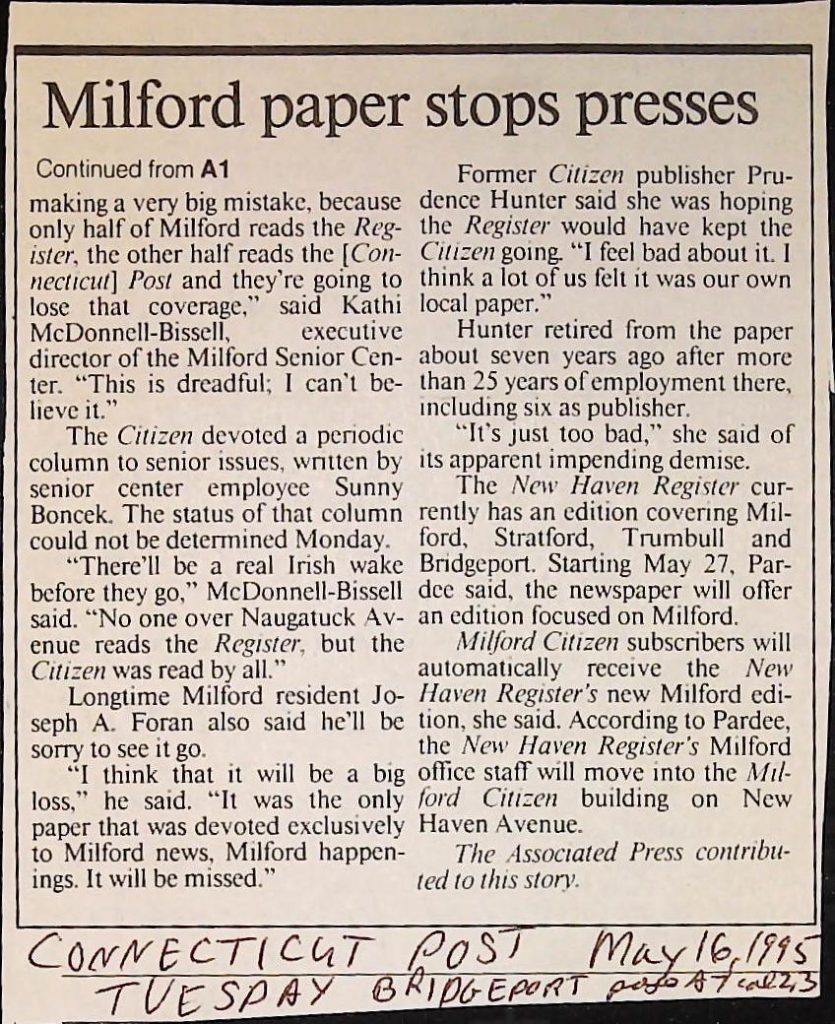 Milford paper stops presses
Continued from A1
making a very big mistake, because
only half of Milford reads the Reg-
ister, the other half reads the [Con-
necticut] Post and they're going to
lose that coverage," said Kathi
McDonnell-Bissell, executive
director of the Milford Senior Cen-
ter. "This is dreadful; I can't be-
lieve it."
The Citizen devoted a periodic
column to senior issues, written by
senior center employee Sunny
Boncek. The status of that column
could not be determined Monday.
"There'll be a real Irish wake
before they go," McDonnell-Bissell
said. "No one over Naugatuck Av-
enue reads the Register, but the
Citizen was read by all."
Longtime Milford resident Jo-
seph A. Foran also said he'll be
sorry to see it go.
"I think that it will be a big
loss," he said. "It was the only
paper that was devoted exclusively
to Milford news, Milford happen-
ings. It will be missed."
Former Citizen publisher Pru-
dence Hunter said she was hoping
the Register would have kept the
Citizen going. "I feel bad about it. I
think a lot of us felt it was our own
local paper."
Hunter retired from the paper
about seven years ago after more
than 25 years of employment there,
including six as publisher.
"It's just too bad," she said of
its apparent impending demise.
The New Haven Register cur-
rently has an edition covering Mil-
ford, Stratford, Trumbull and
Bridgeport. Starting May 27, Par-
dee said, the newspaper will offer
an edition focused on Milford.
Milford Citizen subscribers will
automatically receive the New
Haven Register's new Milford edi-
tion, she said. According to Pardee,
the New Haven Register's Milford
office staff will move into the Mil-
ford Citizen building on New
Haven Avenue.
The Associated Press contribu-
ted to this story.
CONNECTICUT POST May 16, 1995
TUESDAY BRIDGEPORT page A7 col 2,3